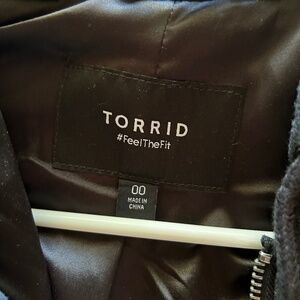 TORRID
#FeelTheFit
00
MADE IN
CHINA